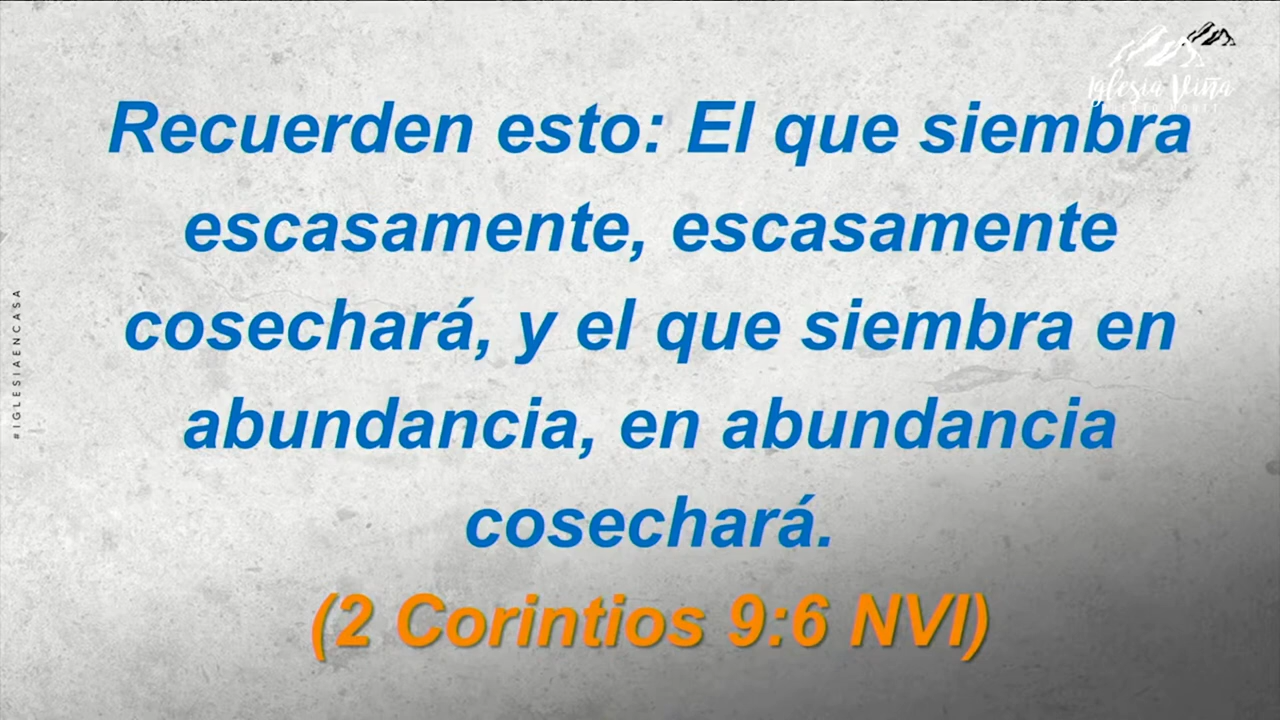 Iglesia Viña
Recuerden esto: El que siembra
escasamente, escasamente
cosechará, y el que siembra en
abundancia, en abundancia
cosechará.
(2 Corintios 9:6 NVI)
#IGLESIAENCASA